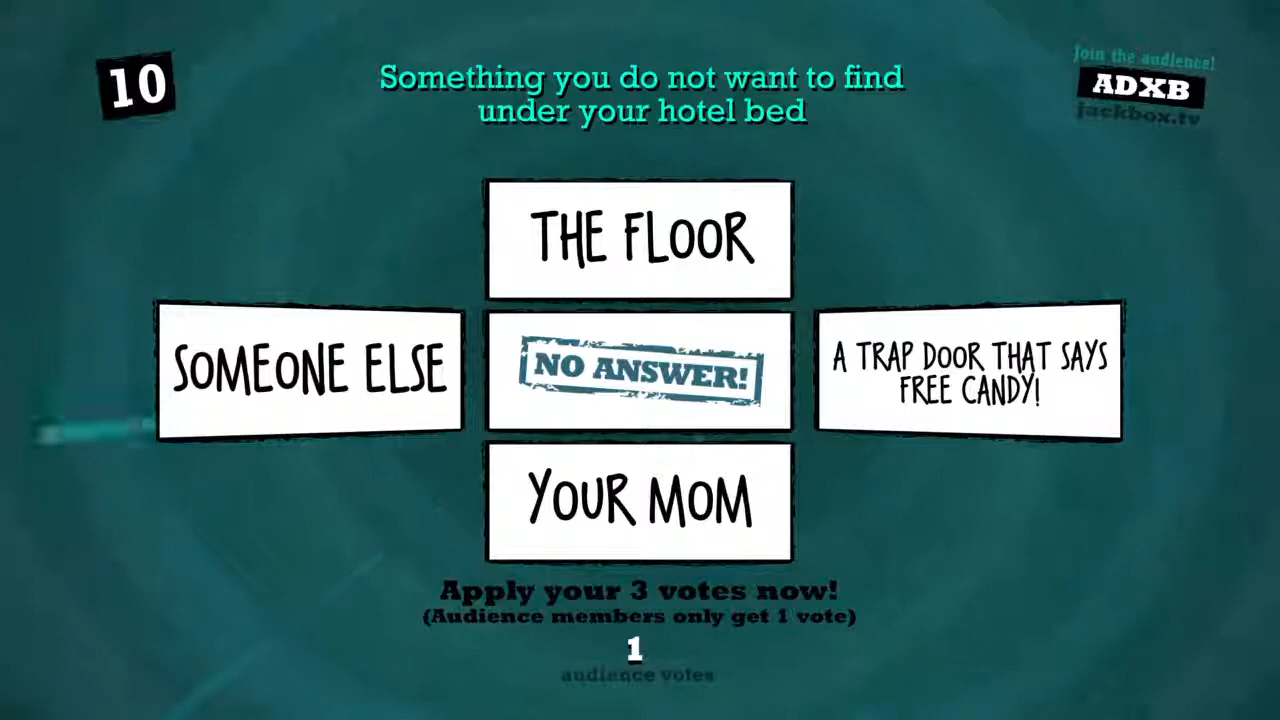 10
Something you do not want to find
under your hotel bed
Join the audience!
ADXB
jackbox.tv
THE FLOOR
SOMEONE ELSE
NO ANSWER!
A TRAP DOOR THAT SAYS
FREE CANDY!
YOUR MOM
Apply your 3 votes now!
(Audience members only get 1 vote)
1
audience votes